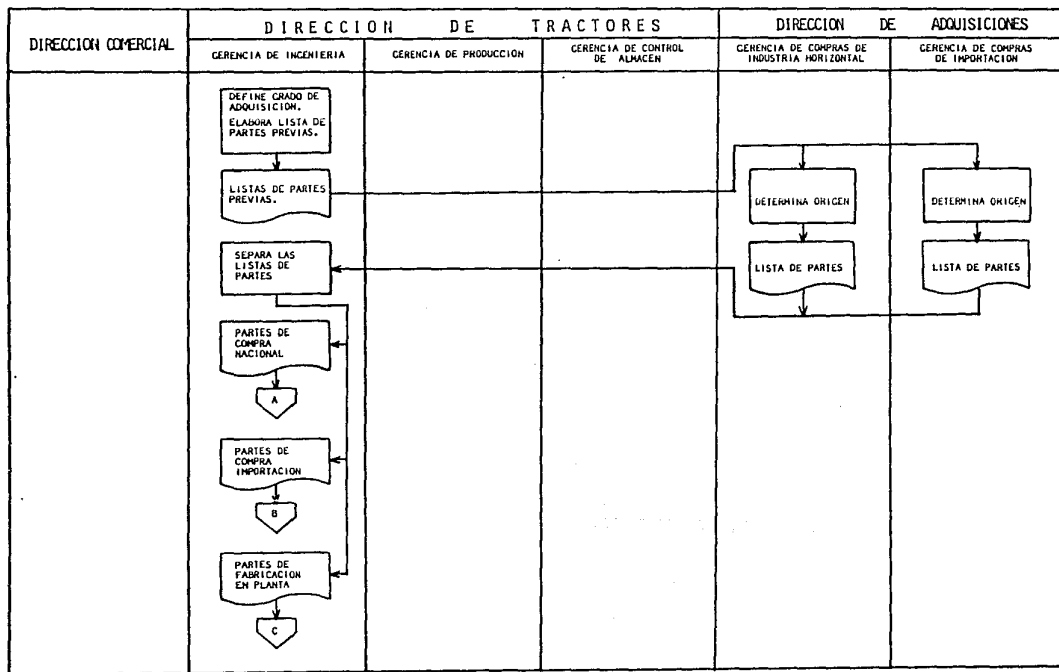 DIRECCION COMERCIAL
DIRECCION DE TRACTORES
DIRECCION DE ADQUISICIONES
GERENCIA DE INGENIERIA
GERENCIA DE PRODUCCIÓN
GERENCIA DE CONTROL
DE ALMACÉN
GERENCIA DE COMPRAS DE
INDUSTRIA HORIZONTAL
GERENCIA DE COMPRAS
DE IMPORTACION
DEFINE GRADO DE
ADQUISICION.
ELABORA LISTA DE
PARTES PREVIAS.
LISTAS DE PARTES
PREVIAS.
DETERMINA ORIGEN
DETERMINA ORIGEN
SEPARA LAS
LISTAS DE
PARTES
LISTA DE PARTES
LISTA DE PARTES
PARTES DE
COMPRA
NACIONAL
A
PARTES DE
COMPRA
IMPORTACION
B
PARTES DE
FABRICACION
EN PLANTA
C